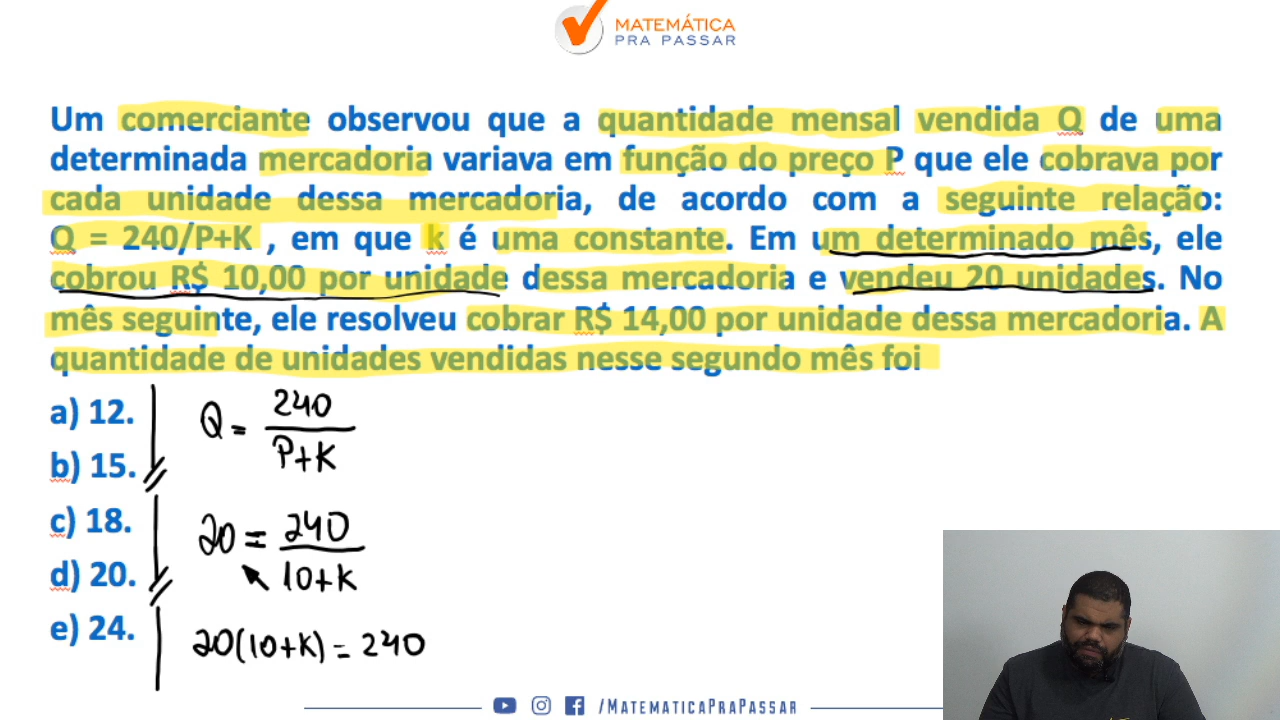 MATEMÁTICA
PRA PASSAR
Um comerciante observou que a quantidade mensal vendida Q de uma
determinada mercadoria variava em função do preço P que ele cobrava por
cada unidade dessa mercadoria, de acordo com a seguinte relação:
Q = 240/P+K , em que k é uma constante. Em um determinado mês, ele
cobrou R$ 10,00 por unidade dessa mercadoria e vendeu 20 unidades. No
mês seguinte, ele resolveu cobrar R$ 14,00 por unidade dessa mercadoria. A
quantidade de unidades vendidas nesse segundo mês foi
a) 12.
b) 15.
c) 18.
d) 20.
e) 24.
Q = 240
P+K
20 = 240
10+K
20(10+K) = 240
/MATEMATICAPRAPASSAR